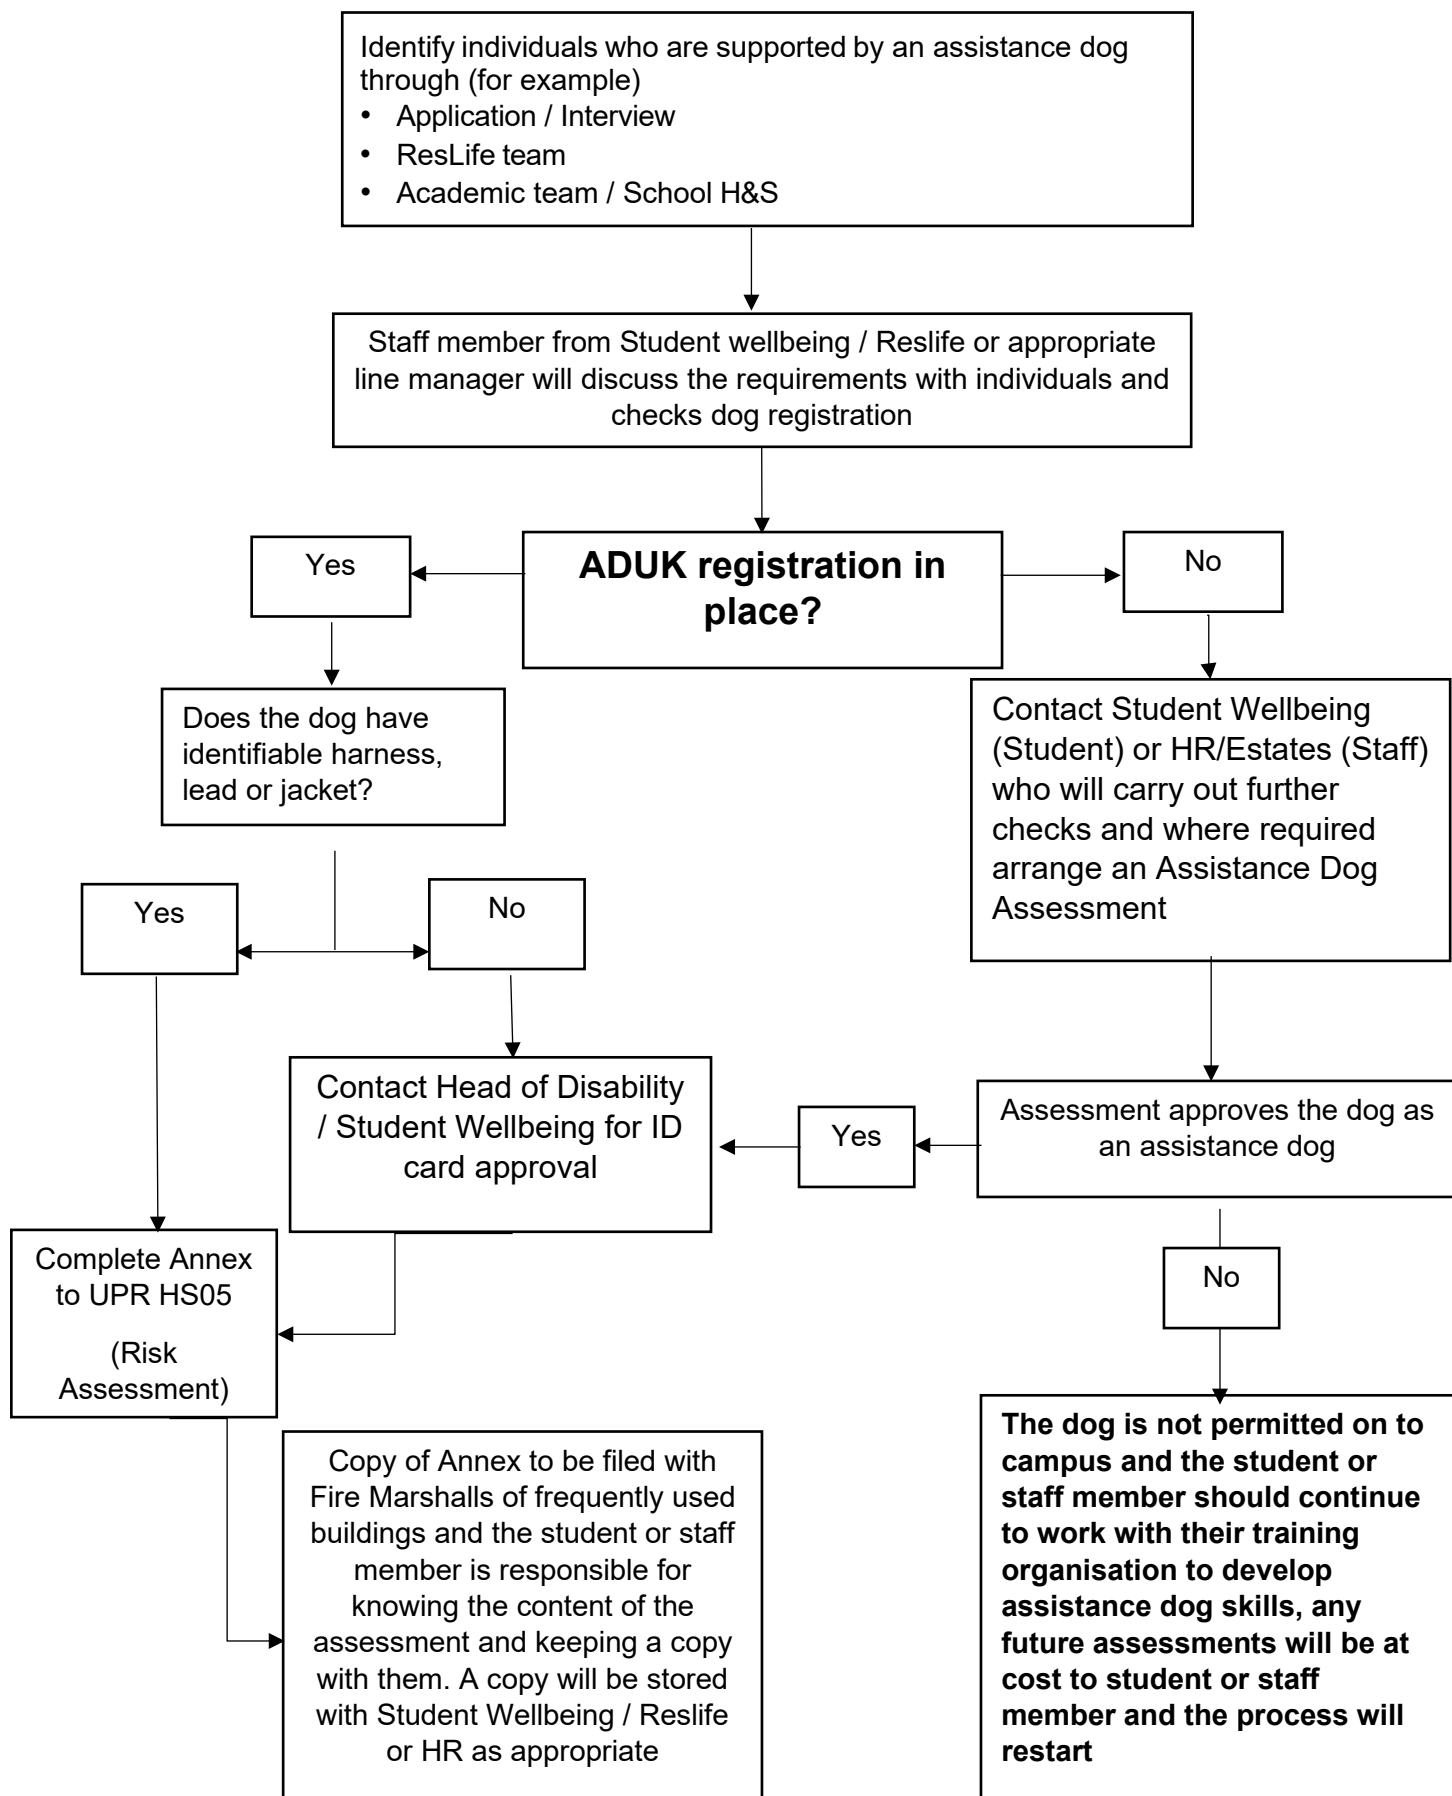 Identify individuals who are supported by an assistance dog
through (for example)
• Application / Interview
• ResLife team
• Academic team / School H&S
Staff member from Student wellbeing / Reslife or appropriate
line manager will discuss the requirements with individuals and
checks dog registration
Yes
ADUK registration in
place?
No
Does the dog have
identifiable harness,
lead or jacket?
Contact Student Wellbeing
(Student) or HR/Estates (Staff)
who will carry out further
checks and where required
arrange an Assistance Dog
Assessment
Yes
No
Contact Head of Disability
/ Student Wellbeing for ID
card approval
Yes
Assessment approves the dog as
an assistance dog
Complete Annex
to UPR HS05
(Risk
Assessment)
No
Copy of Annex to be filed with
Fire Marshalls of frequently used
buildings and the student or staff
member is responsible for
knowing the content of the
assessment and keeping a copy
with them. A copy will be stored
with Student Wellbeing / Reslife
or HR as appropriate
The dog is not permitted on to
campus and the student or
staff member should continue
to work with their training
organisation to develop
assistance dog skills, any
future assessments will be at
cost to student or staff
member and the process will
restart